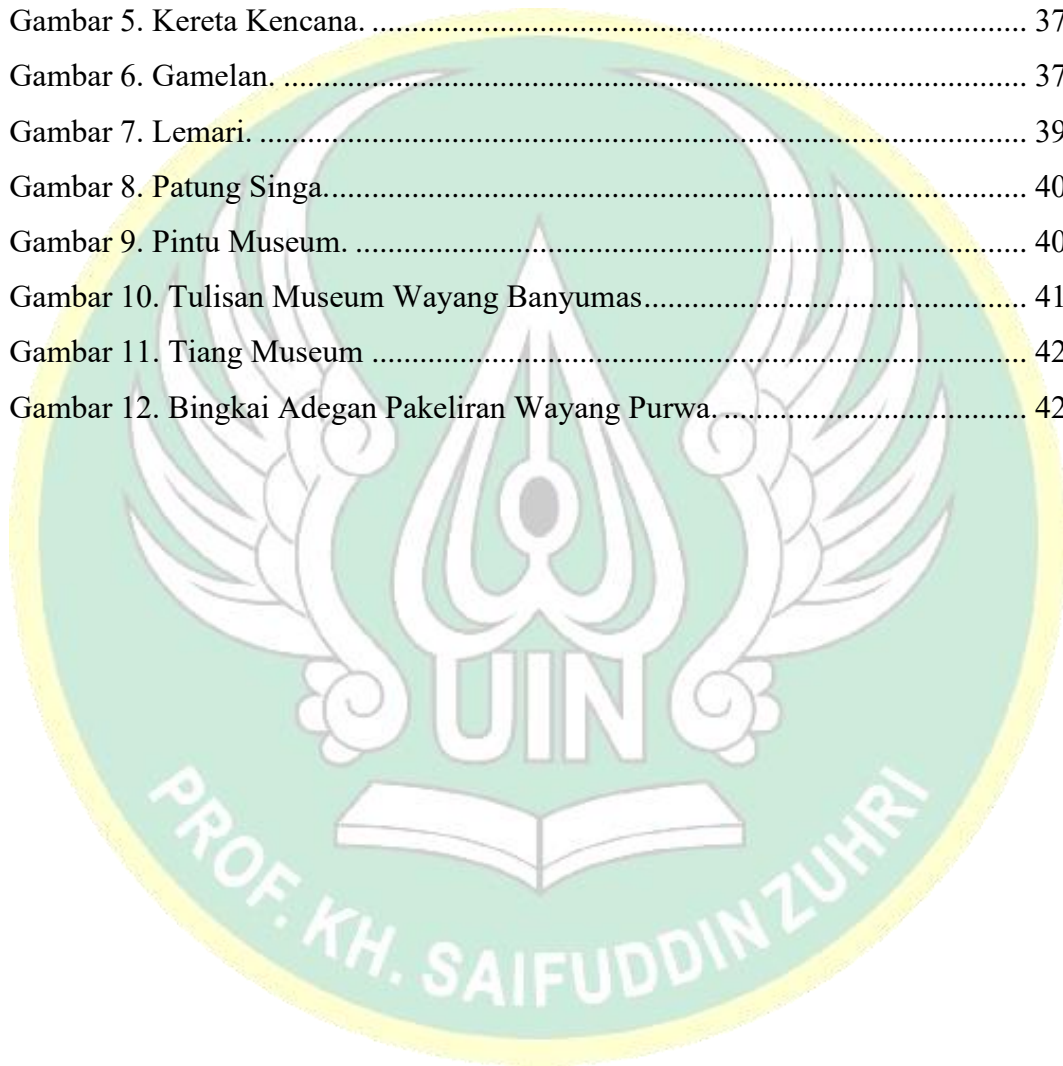 Gambar 5. Kereta Kencana. ........................................................................................... 37
Gambar 6. Gamelan. ....................................................................................................... 37
Gambar 7. Lemari. .......................................................................................................... 39
Gambar 8. Patung Singa.................................................................................................. 40
Gambar 9. Pintu Museum. .............................................................................................. 40
Gambar 10. Tulisan Museum Wayang Banyumas.......................................................... 41
Gambar 11. Tiang Museum ............................................................................................ 42
Gambar 12. Bingkai Adegan Pakeliran Wayang Purwa. ................................................ 42
UIN
PROF. KH. SAIFUDDIN ZUHRI